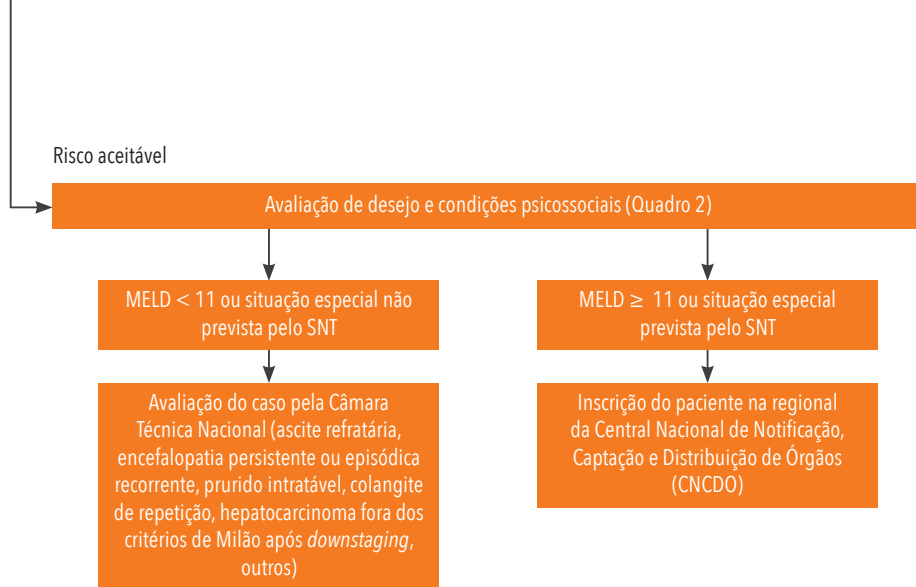 Risco aceitável
Avaliação de desejo e condições psicossociais (Quadro 2)
MELD < 11 ou situação especial não
prevista pelo SNT
MELD ≥ 11 ou situação especial
prevista pelo SNT
Avaliação do caso pela Câmara
Técnica Nacional (ascite refratária,
encefalopatia persistente ou episódica
recorrente, prurido intratável, colangite
de repetição, hepatocarcinoma fora dos
critérios de Milão após downstaging,
outros)
Inscrição do paciente na regional
da Central Nacional de Notificação,
Captação e Distribuição de Órgãos
(CNCDO)